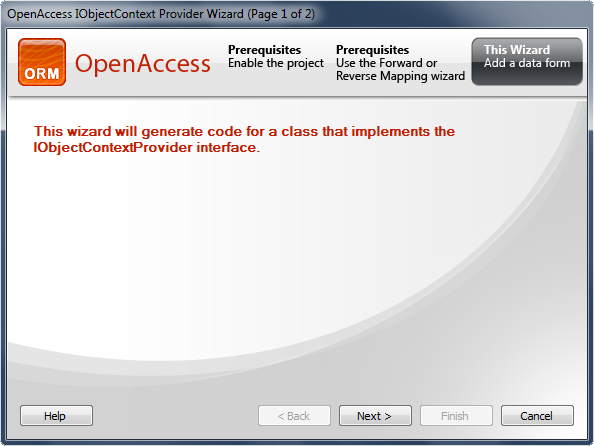 OpenAccess IObjectContext Provider Wizard (Page 1 of 2)
ORM
OpenAccess
Prerequisites
Enable the project
Prerequisites
Use the Forward or
Reverse Mapping wizard
This Wizard
Add a data form
This wizard will generate code for a class that implements the
IObjectContextProvider interface.
Help
< Back
Next >
Finish
Cancel